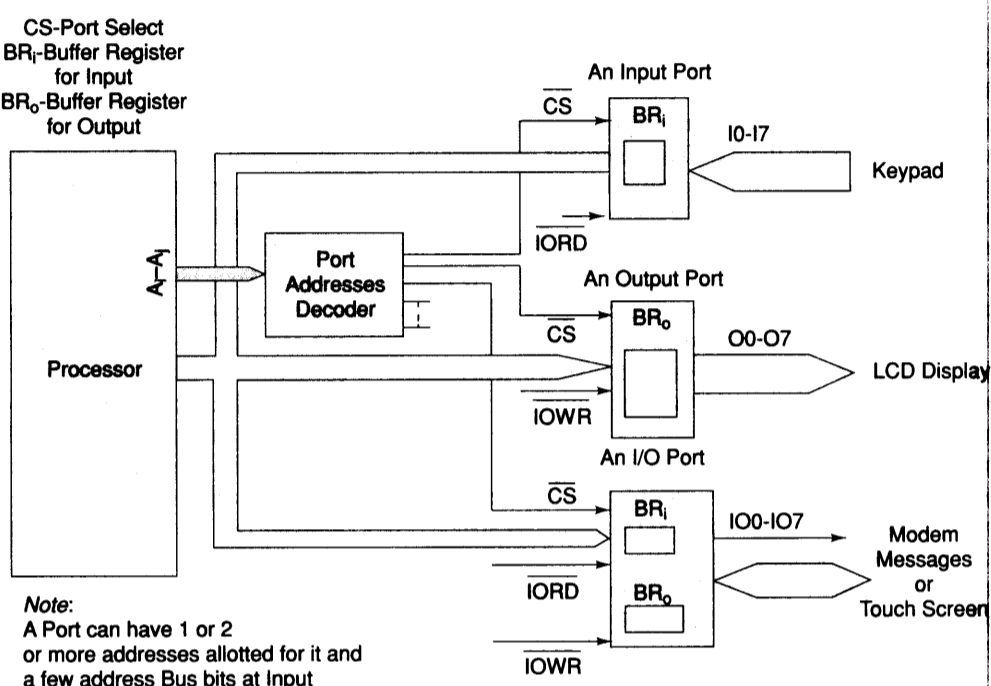 CS-Port Select
BRi-Buffer Register
for Input
BRo-Buffer Register
for Output
An Input Port
CS
BRi
I0-I7
Keypad
IORD
Ai–Aj
Port
Addresses
Decoder
An Output Port
CS
BRo
O0-O7
Processor
LCD Display
IOWR
An I/O Port
CS
BRi
IO0-IO7
Modem
Messages
or
Touch Screen
IORD
BRo
IOWR
Note:
A Port can have 1 or 2
or more addresses allotted for it and
a few address Bus bits at Input